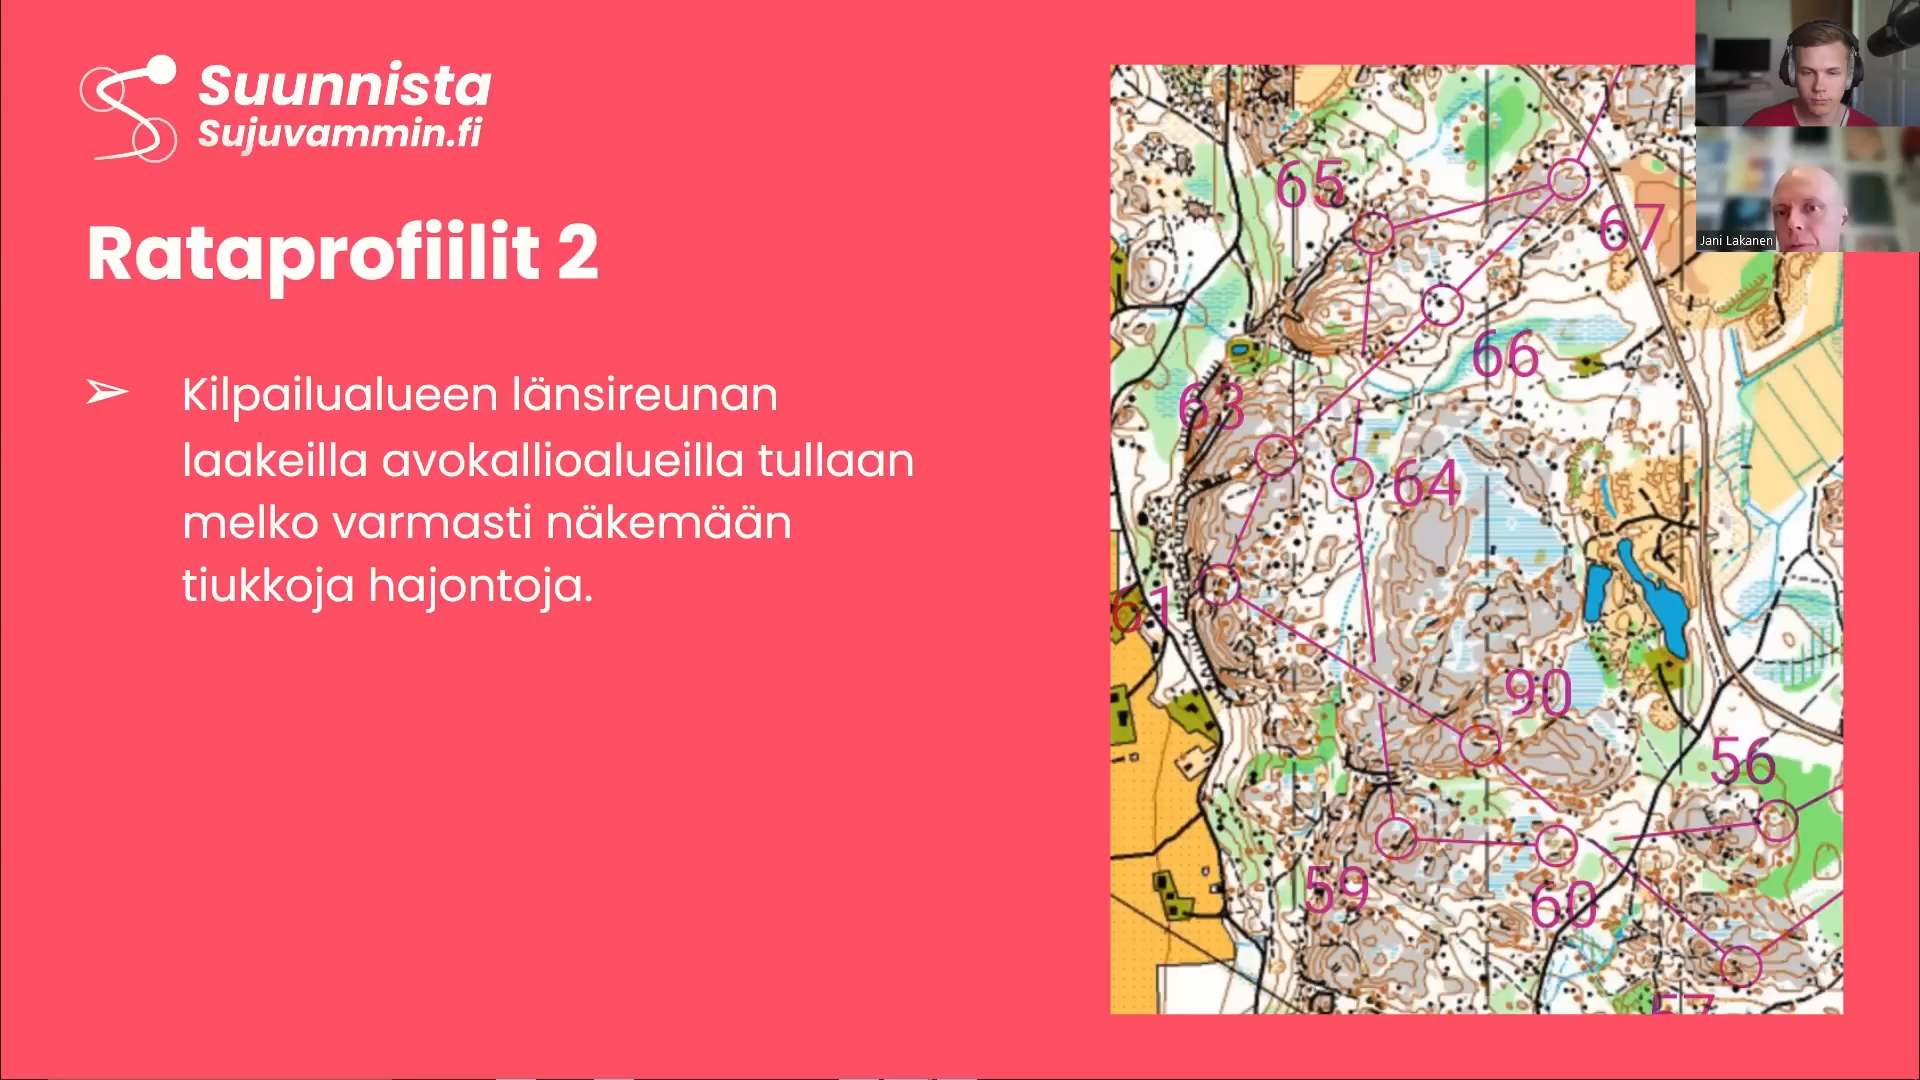 Suunnista
Sujuvammin.fi
Rataprofiilit 2
➢ Kilpailualueen länsireunan
laakeilla avokallioalueilla tullaan
melko varmasti näkemään
tiukkoja hajontoja.
65
67
66
63
64
61
90
56
59
60
57
Jani Lakanen